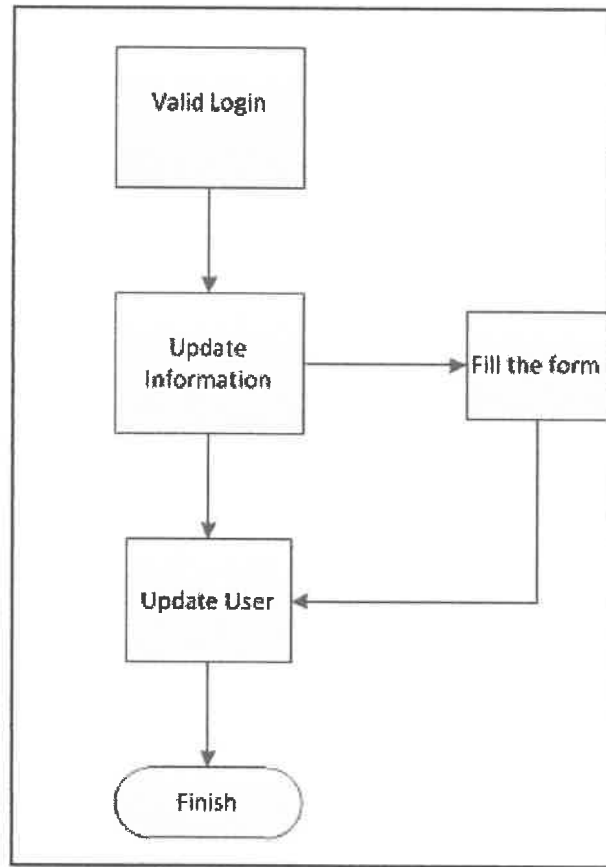 Valid Login
Update
Information
Fill the form
Update User
Finish